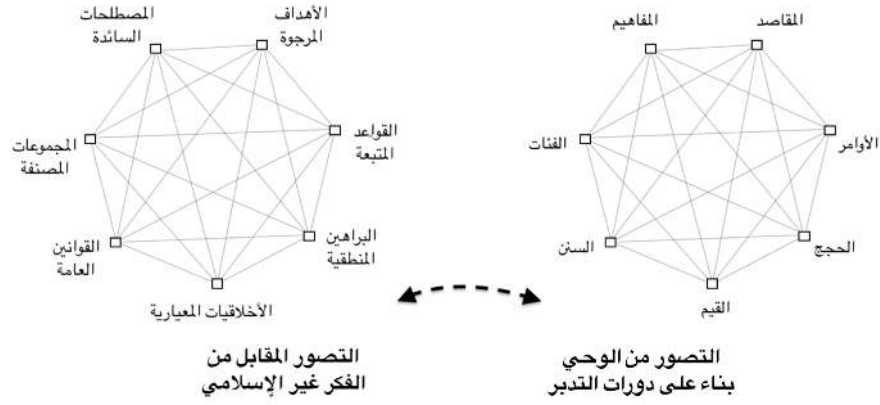 المقاصد
المفاهيم
الأوامر
الفئات
الحجج
السنن
القيم
التصور من الوحي
بناء على دورات التدبر
الأهداف
المرجوة
المصطلحات
السائدة
القواعد
المتبعة
المجموعات
المصنفة
البراهين
المنطقية
القوانين
العامة
الأخلاقيات المعيارية
التصور المقابل من
الفكر غير الإسلامي